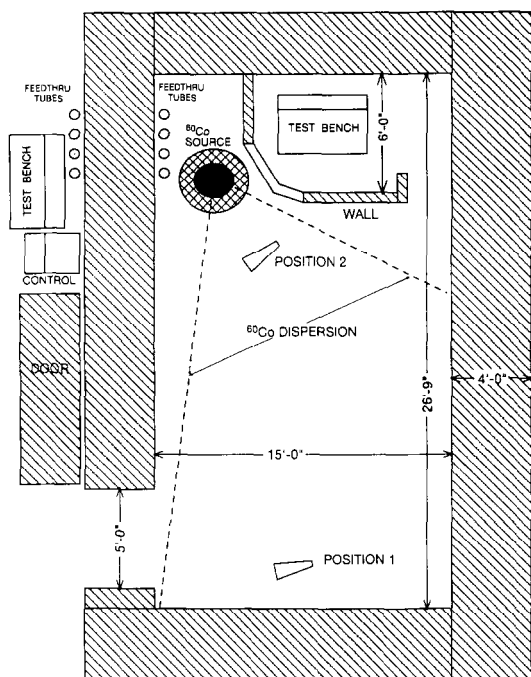 FEEDTHRU
TUBES
FEEDTHRU
TUBES
⁶⁰Co
SOURCE
TEST BENCH
6'-0"
TEST BENCH
WALL
CONTROL
POSITION 2
⁶⁰Co DISPERSION
DOOR
4'-0"
26'-9"
15'-0"
5'-0"
POSITION 1